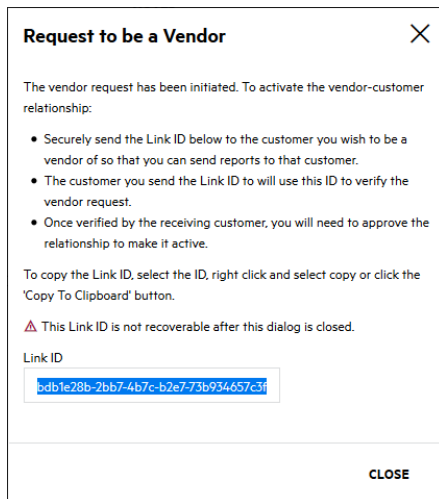 Request to be a Vendor
The vendor request has been initiated. To activate the vendor-customer
relationship:
• Securely send the Link ID below to the customer you wish to be a
vendor of so that you can send reports to that customer.
• The customer you send the Link ID to will use this ID to verify the
vendor request.
• Once verified by the receiving customer, you will need to approve the
relationship to make it active.
To copy the Link ID, select the ID, right click and select copy or click the
'Copy To Clipboard' button.
This Link ID is not recoverable after this dialog is closed.
Link ID
bdb1e28b-2bb7-4b7c-b2e7-73b934657c3f
CLOSE